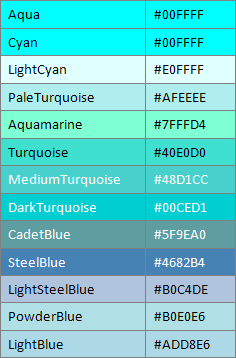 Aqua #00FFFF
Cyan #00FFFF
LightCyan #E0FFFF
PaleTurquoise #AFEEEE
Aquamarine #7FFFD4
Turquoise #40E0D0
MediumTurquoise #48D1CC
DarkTurquoise #00CED1
CadetBlue #5F9EA0
SteelBlue #4682B4
LightSteelBlue #B0C4DE
PowderBlue #B0E0E6
LightBlue #ADD8E6